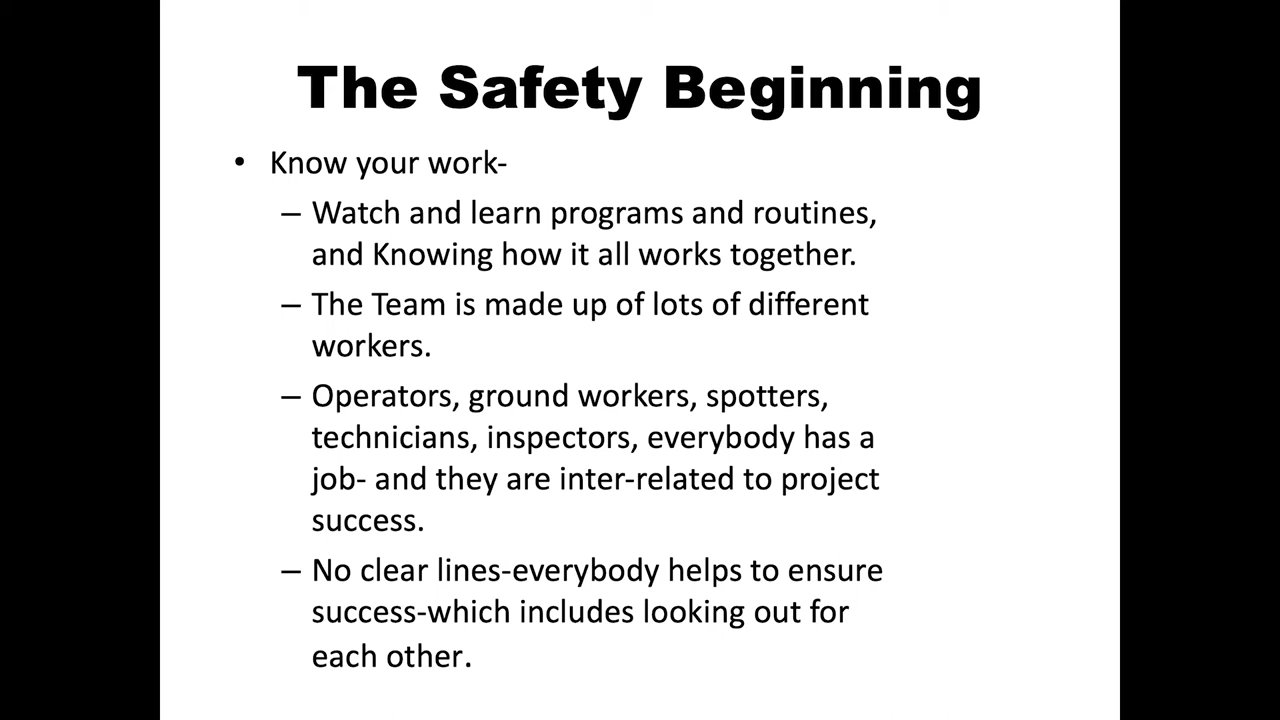 The Safety Beginning
• Know your work-
– Watch and learn programs and routines,
and Knowing how it all works together.
– The Team is made up of lots of different
workers.
– Operators, ground workers, spotters,
technicians, inspectors, everybody has a
job- and they are inter-related to project
success.
– No clear lines-everybody helps to ensure
success-which includes looking out for
each other.